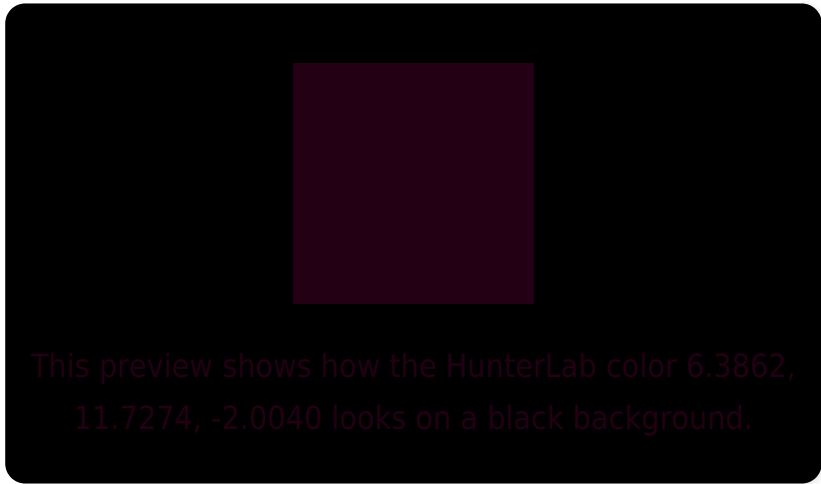 This preview shows how the HunterLab color 6.3862,
11.7274, -2.0040 looks on a black background.